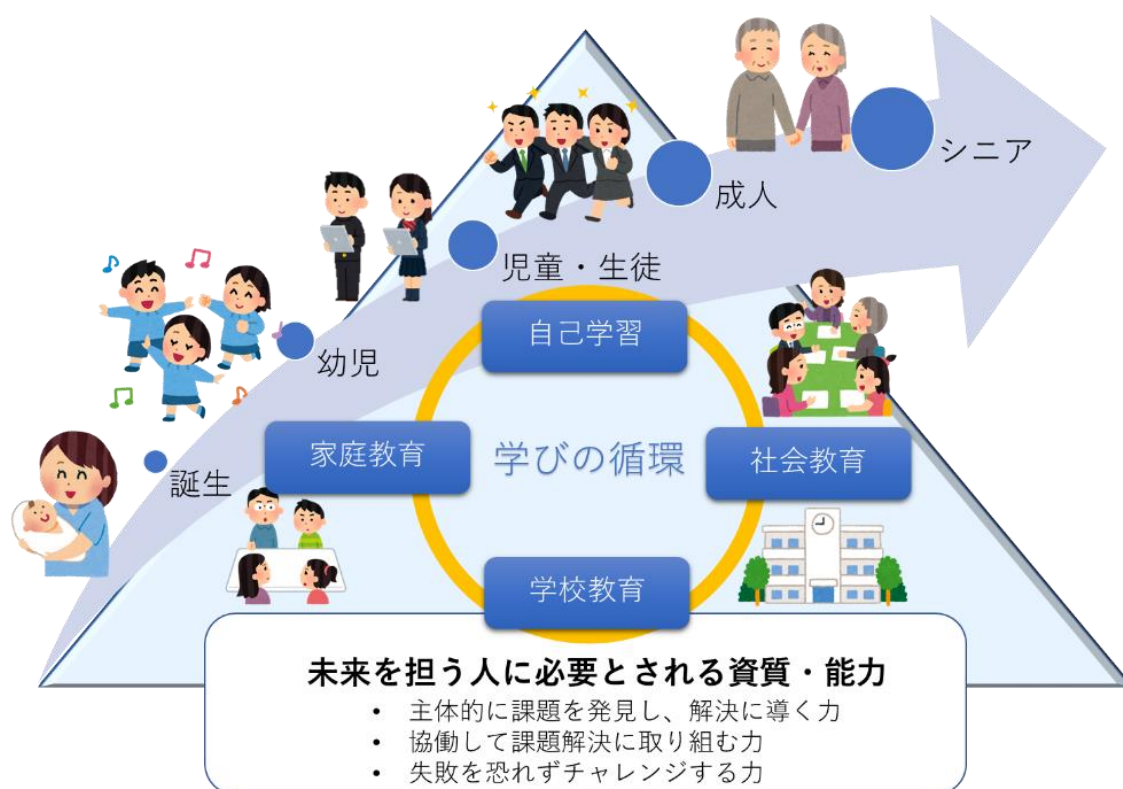 シニア
成人
児童・生徒
幼児
誕生
自己学習
家庭教育
学びの循環
社会教育
学校教育
未来を担う人に必要とされる資質・能力
• 主体的に課題を発見し、解決に導く力
• 協働して課題解決に取り組む力
• 失敗を恐れずチャレンジする力